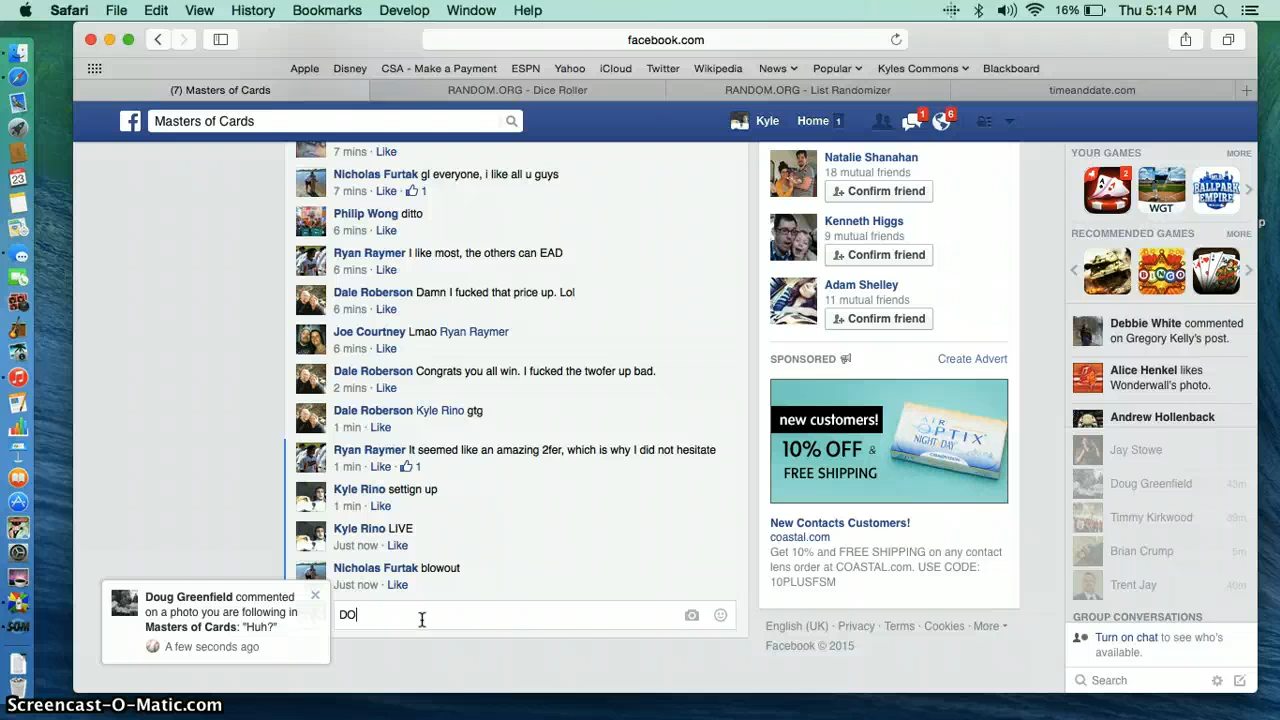 Safari File Edit View History Bookmarks Develop Window Help 16% Thu 5:14 PM
facebook.com
Apple Disney CSA - Make a Payment ESPN Yahoo iCloud Twitter Wikipedia News Popular Kyles Commons Blackboard
(7) Masters of Cards RANDOM.ORG - Dice Roller RANDOM.ORG - List Randomizer timeanddate.com
Masters of Cards Kyle Home 1 1 6
7 mins · Like
Nicholas Furtak gl everyone, i like all u guys
7 mins · Like · 1
Philip Wong ditto
6 mins · Like
Ryan Raymer I like most, the others can EAD
6 mins · Like
Dale Roberson Damn I fucked that price up. Lol
6 mins · Like
Joe Courtney Lmao Ryan Raymer
6 mins · Like
Dale Roberson Congrats you all win. I fucked the twofer up bad.
2 mins · Like
Dale Roberson Kyle Rino gtg
1 min · Like
Ryan Raymer It seemed like an amazing 2fer, which is why I did not hesitate
1 min · Like · 1
Kyle Rino settign up
1 min · Like
Kyle Rino LIVE
Just now · Like
Nicholas Furtak blowout
Just now · Like
DO
Doug Greenfield commented
on a photo you are following in
Masters of Cards: "Huh?"
A few seconds ago
Natalie Shanahan
18 mutual friends
Confirm friend
Kenneth Higgs
9 mutual friends
Confirm friend
Adam Shelley
11 mutual friends
Confirm friend
SPONSORED Create Advert
new customers!
10% OFF &
FREE SHIPPING
AIR OPTIX
NIGHT & DAY
New Contacts Customers!
coastal.com
Get 10% and FREE SHIPPING on any contact
lens order at COASTAL.com. USE CODE:
10PLUSFSM
English (UK) · Privacy · Terms · Cookies · More
Facebook © 2015
YOUR GAMES MORE
2
WGT
BALLPARK EMPIRE
RECOMMENDED GAMES MORE
BINGO
Debbie White commented
on Gregory Kelly's post.
Alice Henkel likes
Wonderwall's photo.
Andrew Hollenback
Jay Stowe
Doug Greenfield 43m
Timmy Kirkwood 39m
Brian Crump 5m
Trent Jay 46m
GROUP CONVERSATIONS
Turn on chat to see who's
available.
Search
23
Screencast-O-Matic.com